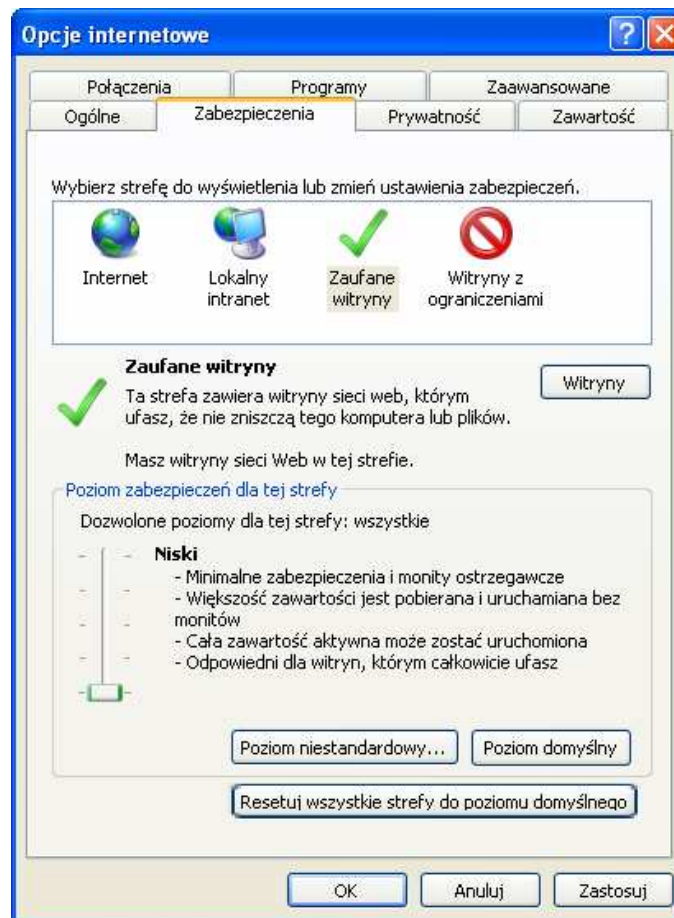 Opcje internetowe
Połączenia Programy Zaawansowane
Ogólne Zabezpieczenia Prywatność Zawartość
Wybierz strefę do wyświetlenia lub zmień ustawienia zabezpieczeń.
Internet Lokalny intranet Zaufane witryny Witryny z ograniczeniami
Zaufane witryny
Witryny
Ta strefa zawiera witryny sieci web, którym
ufasz, że nie zniszczą tego komputera lub plików.
Masz witryny sieci Web w tej strefie.
Poziom zabezpieczeń dla tej strefy
Dozwolone poziomy dla tej strefy: wszystkie
Niski
- Minimalne zabezpieczenia i monity ostrzegawcze
- Większość zawartości jest pobierana i uruchamiana bez
monitów
- Cała zawartość aktywna może zostać uruchomiona
- Odpowiedni dla witryn, którym całkowicie ufasz
Poziom niestandardowy... Poziom domyślny
Resetuj wszystkie strefy do poziomu domyślnego
OK Anuluj Zastosuj